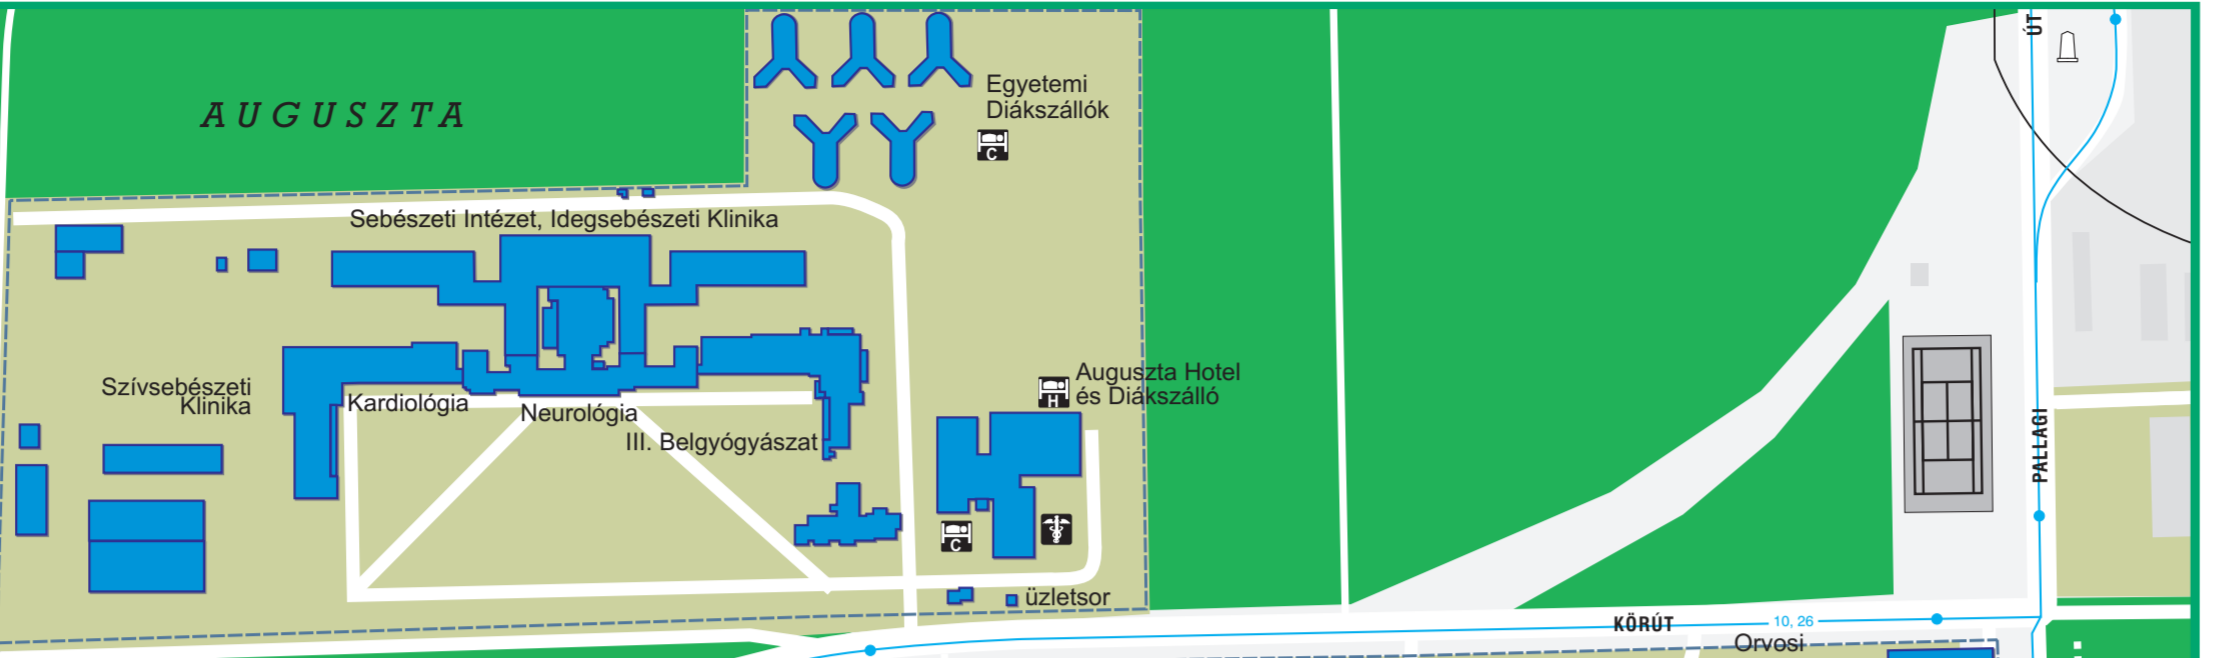 ÚT
AUGUSZTA
Egyetemi
Diákszállók
C
Sebészeti Intézet, Idegsebészeti Klinika
Szívsebészeti
Klinika
Kardiológia
Neurológia
III. Belgyógyászat
Auguszta Hotel
és Diákszálló
H
C
PALLAGI
üzletsor
KÖRÚT
10, 26
Orvosi